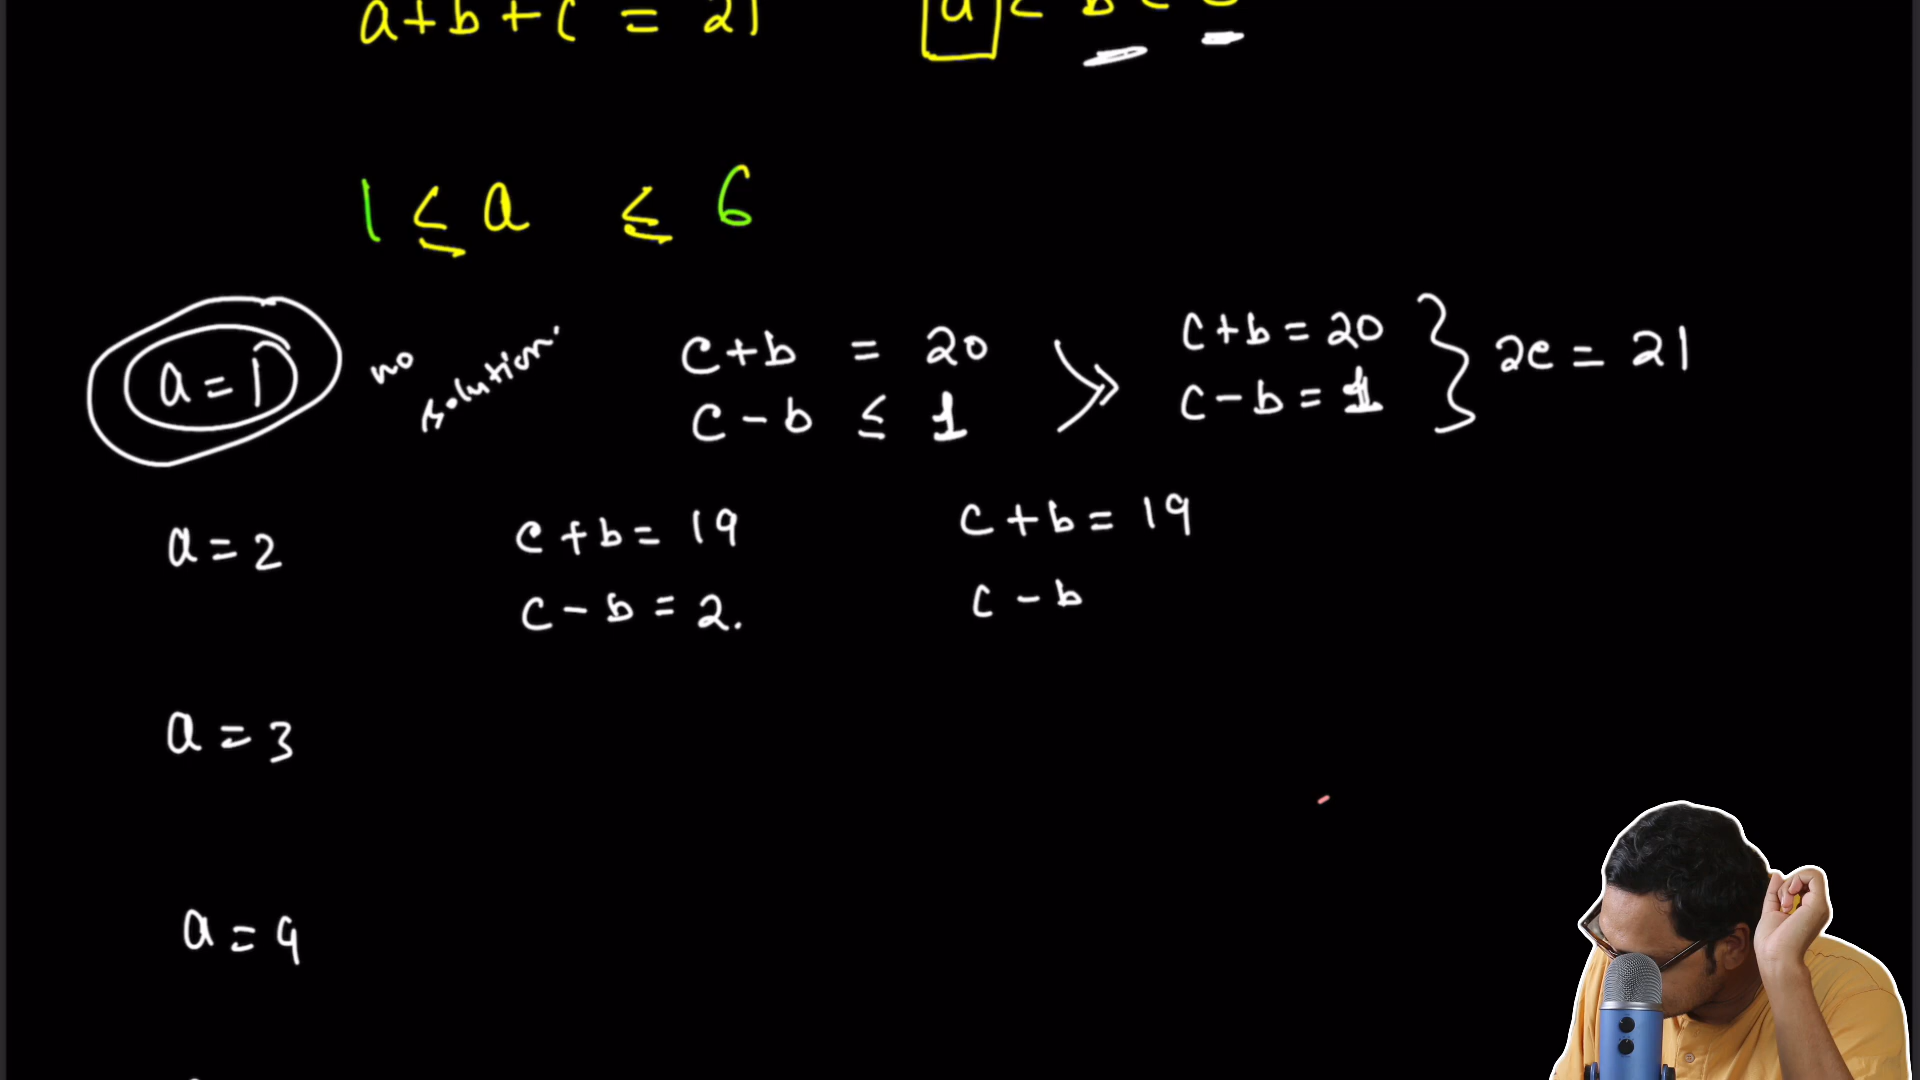 a + b + c = 21 a < b < c
1 ≤ a ≤ 6
a = 1 no solution. c + b = 20 c + b = 20 } 2c = 21
c - b ≤ 1 c - b = 1
a = 2 c + b = 19 c + b = 19
c - b = 2. c - b
a = 3
a = 4